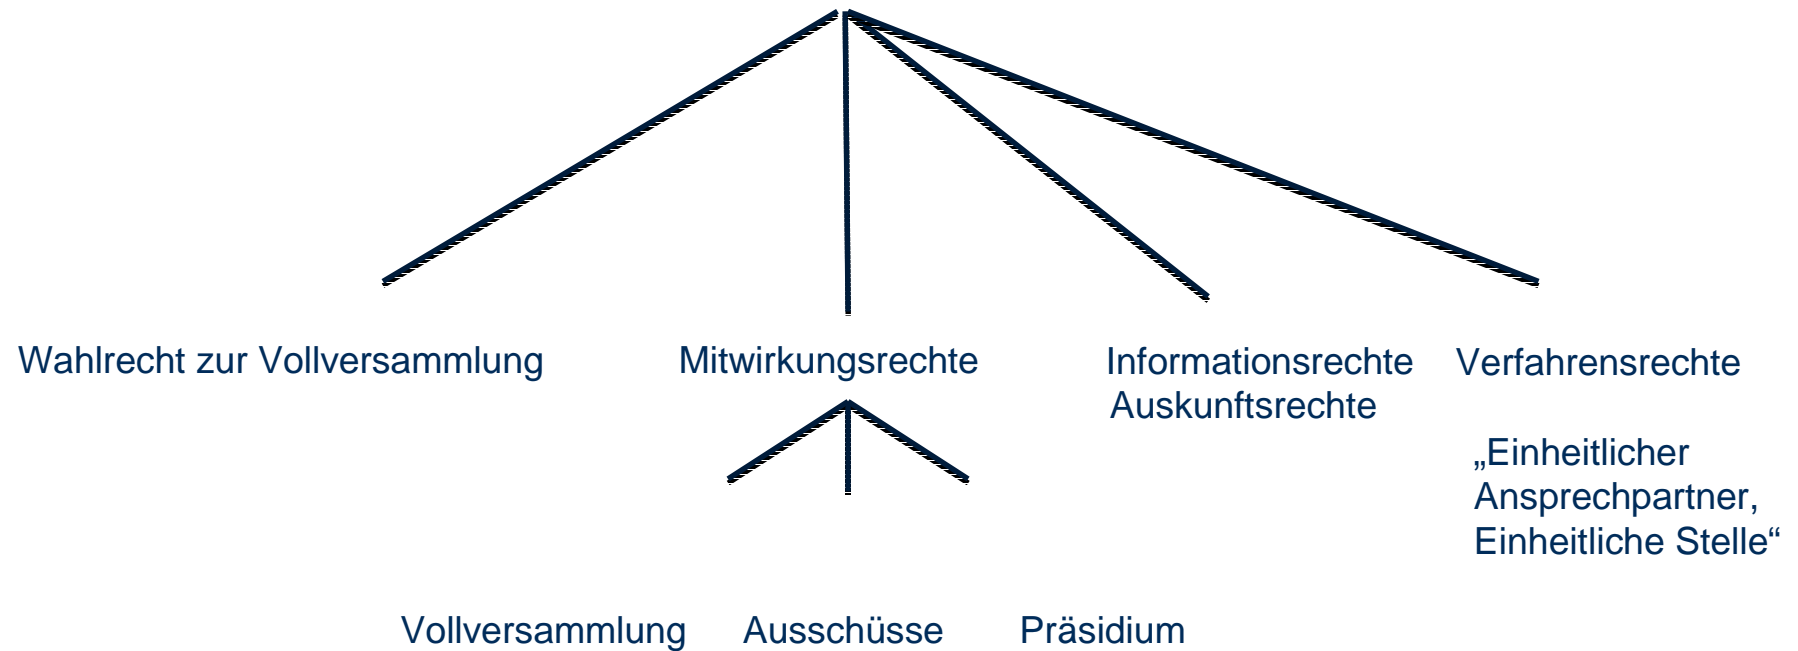 Wahlrecht zur Vollversammlung
Mitwirkungsrechte
Informationsrechte
Auskunftsrechte
Verfahrensrechte
„Einheitlicher
Ansprechpartner,
Einheitliche Stelle“
Vollversammlung
Ausschüsse
Präsidium